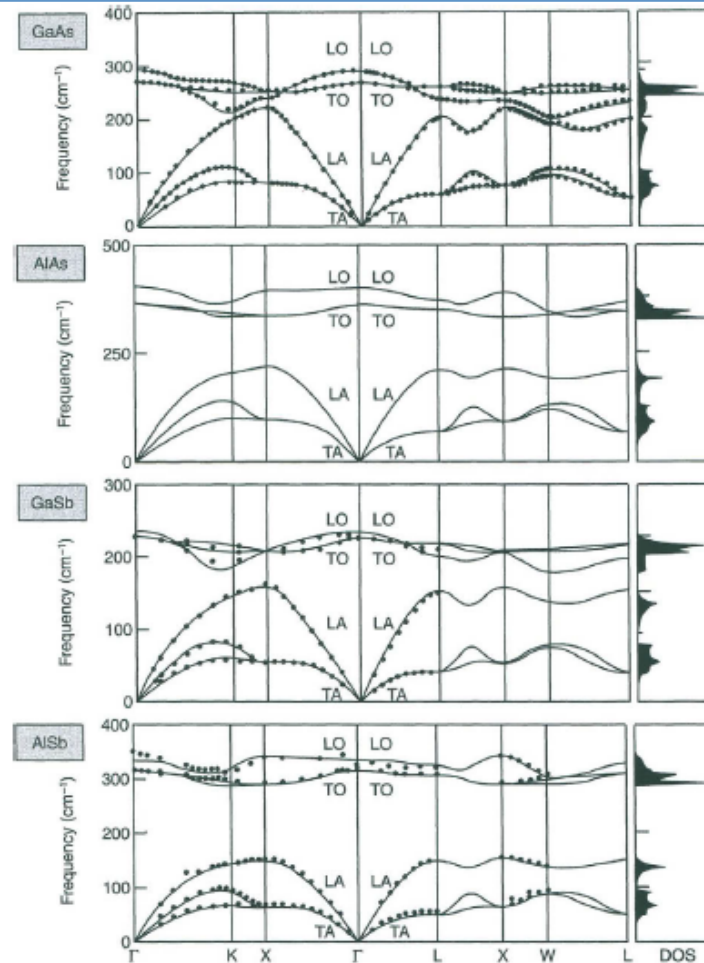 GaAs
Frequency (cm⁻¹)
400
300
200
100
0
LO LO
TO TO
LA LA
TA TA
AlAs
Frequency (cm⁻¹)
500
250
0
LO LO
TO TO
LA LA
TA TA
GaSb
Frequency (cm⁻¹)
300
200
100
0
LO LO
TO TO
LA LA
TA TA
AlSb
Frequency (cm⁻¹)
400
300
200
100
0
LO LO
TO TO
LA LA
TA TA
Γ K X Γ L X W L DOS